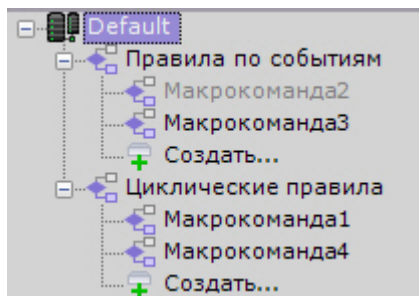 Default
Правила по событиям
Макрокоманда2
Макрокоманда3
Создать...
Циклические правила
Макрокоманда1
Макрокоманда4
Создать...